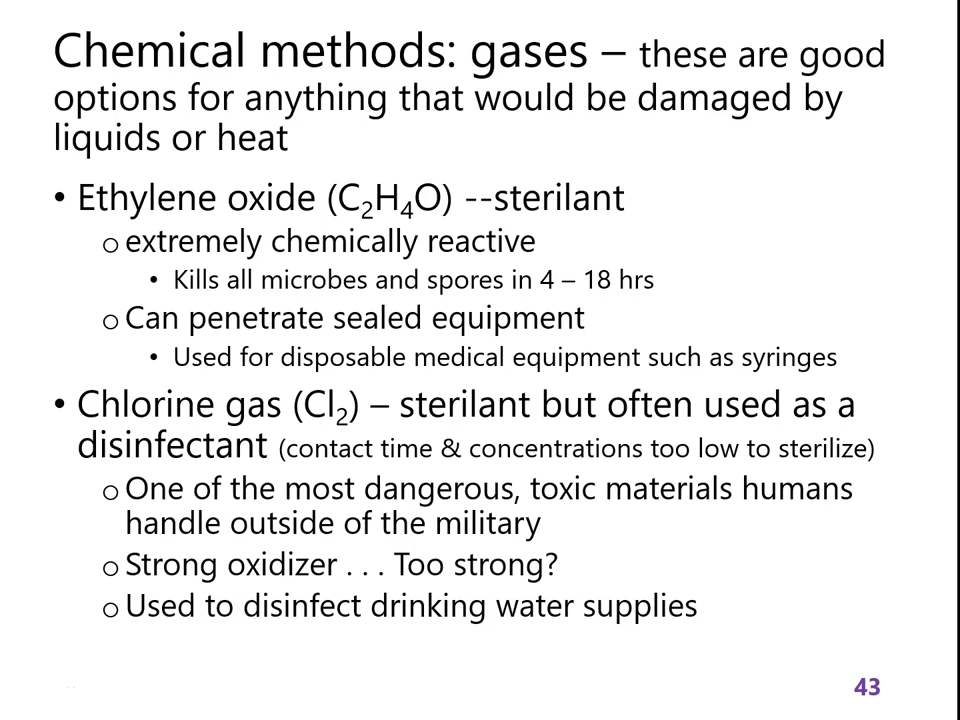 Chemical methods: gases – these are good
options for anything that would be damaged by
liquids or heat
• Ethylene oxide (C₂H₄O) --sterilant
o extremely chemically reactive
• Kills all microbes and spores in 4 – 18 hrs
o Can penetrate sealed equipment
• Used for disposable medical equipment such as syringes
• Chlorine gas (Cl₂) – sterilant but often used as a
disinfectant (contact time & concentrations too low to sterilize)
o One of the most dangerous, toxic materials humans
handle outside of the military
o Strong oxidizer . . . Too strong?
o Used to disinfect drinking water supplies
43